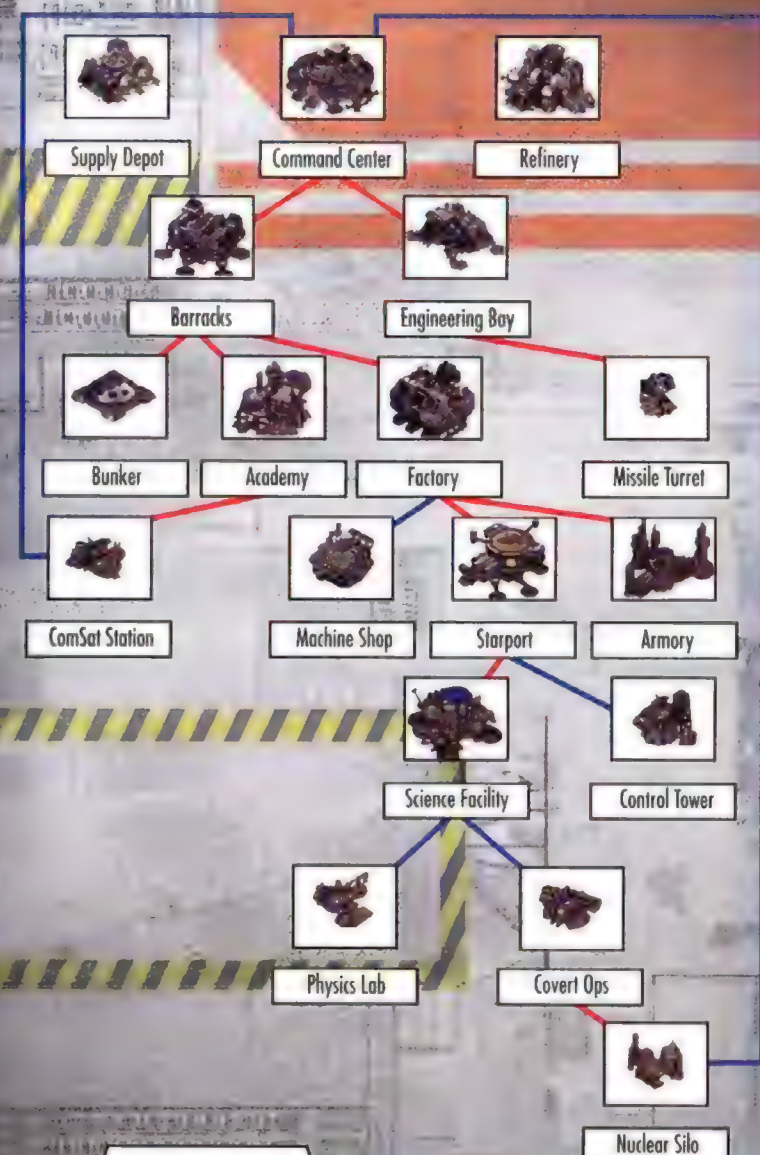 Supply Depot
Command Center
Refinery
Barracks
Engineering Bay
Bunker
Academy
Factory
Missile Turret
ComSat Station
Machine Shop
Starport
Armory
Science Facility
Control Tower
Physics Lab
Covert Ops
Nuclear Silo